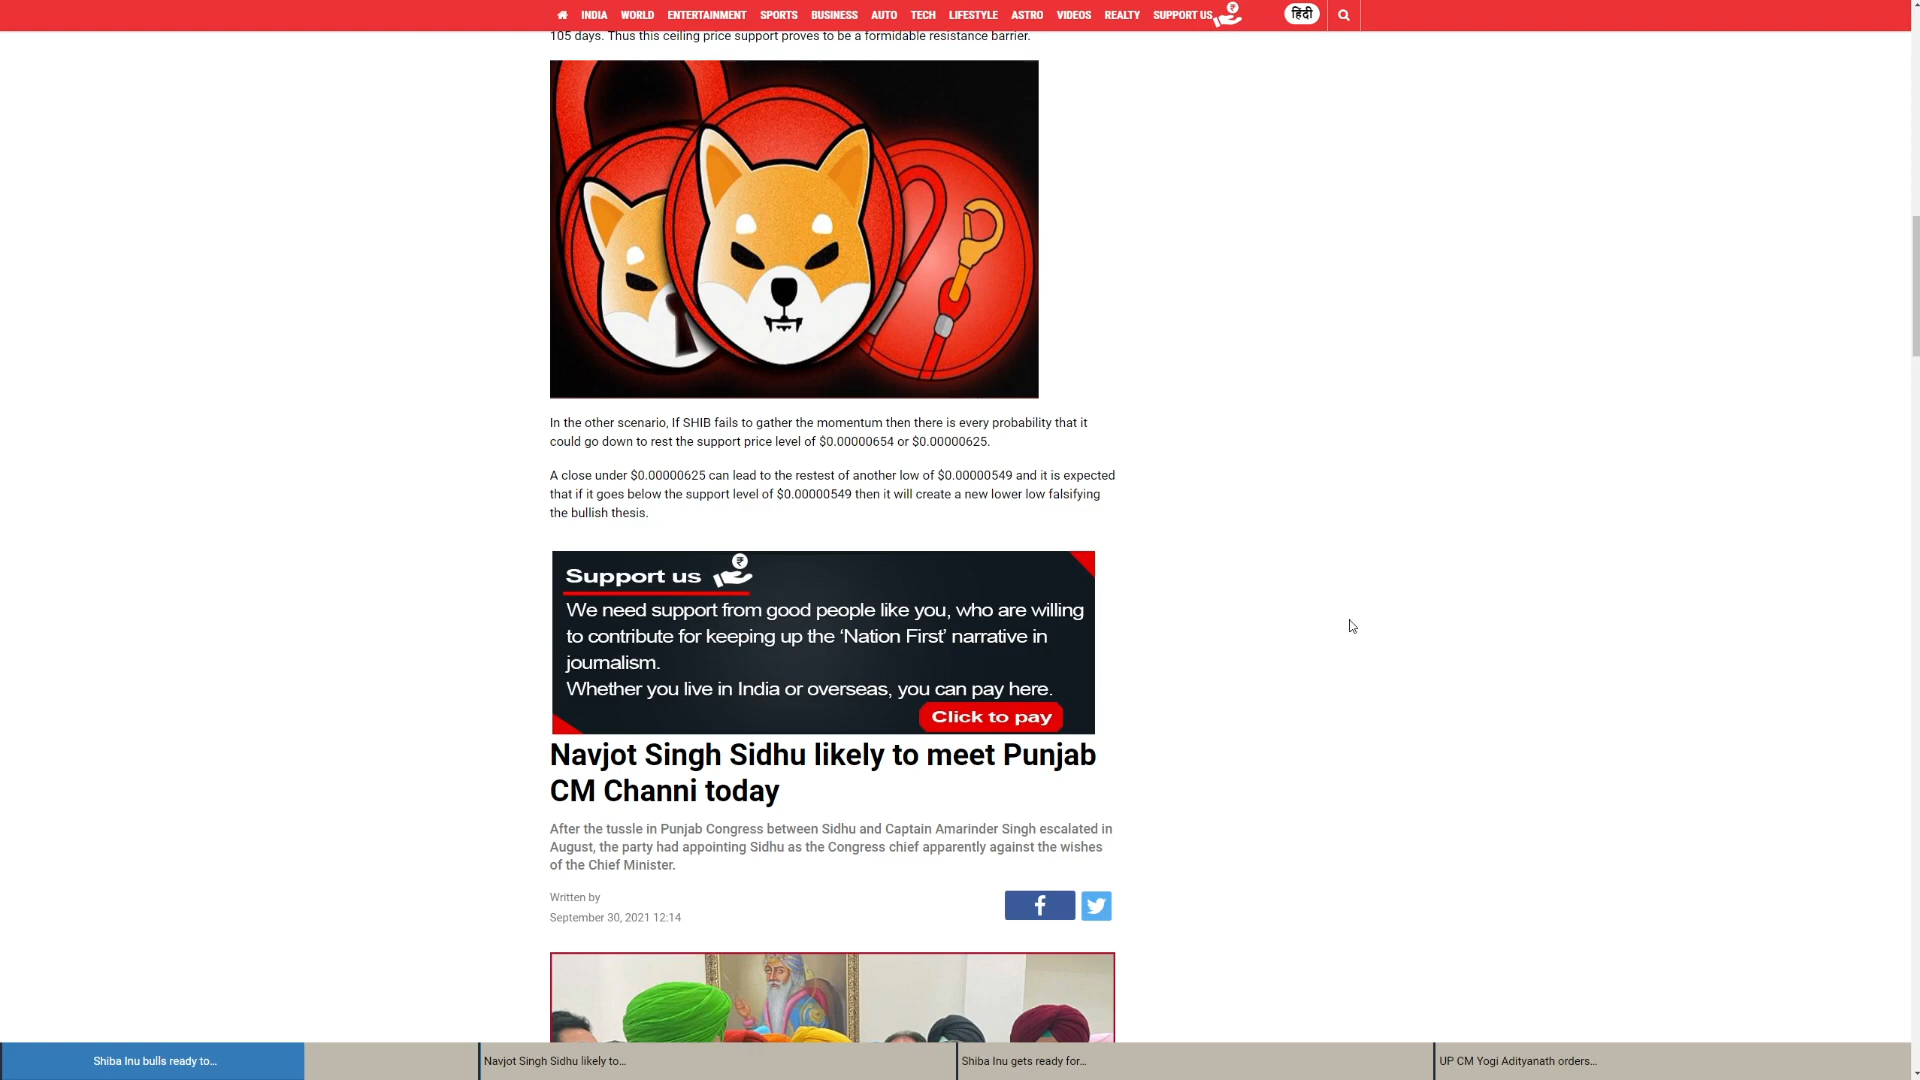 INDIA WORLD ENTERTAINMENT SPORTS BUSINESS AUTO TECH LIFESTYLE ASTRO VIDEOS REALTY SUPPORT US ₹ हिंदी
105 days. Thus this ceiling price support proves to be a formidable resistance barrier.
In the other scenario, If SHIB fails to gather the momentum then there is every probability that it
could go down to rest the support price level of $0.00000654 or $0.00000625.
A close under $0.00000625 can lead to the restest of another low of $0.00000549 and it is expected
that if it goes below the support level of $0.00000549 then it will create a new lower low falsifying
the bullish thesis.
Support us ₹
We need support from good people like you, who are willing
to contribute for keeping up the ‘Nation First’ narrative in
journalism.
Whether you live in India or overseas, you can pay here.
Click to pay
Navjot Singh Sidhu likely to meet Punjab
CM Channi today
After the tussle in Punjab Congress between Sidhu and Captain Amarinder Singh escalated in
August, the party had appointing Sidhu as the Congress chief apparently against the wishes
of the Chief Minister.
Written by
September 30, 2021 12:14
Shiba Inu bulls ready to...
Navjot Singh Sidhu likely to...
Shiba Inu gets ready for...
UP CM Yogi Adityanath orders...